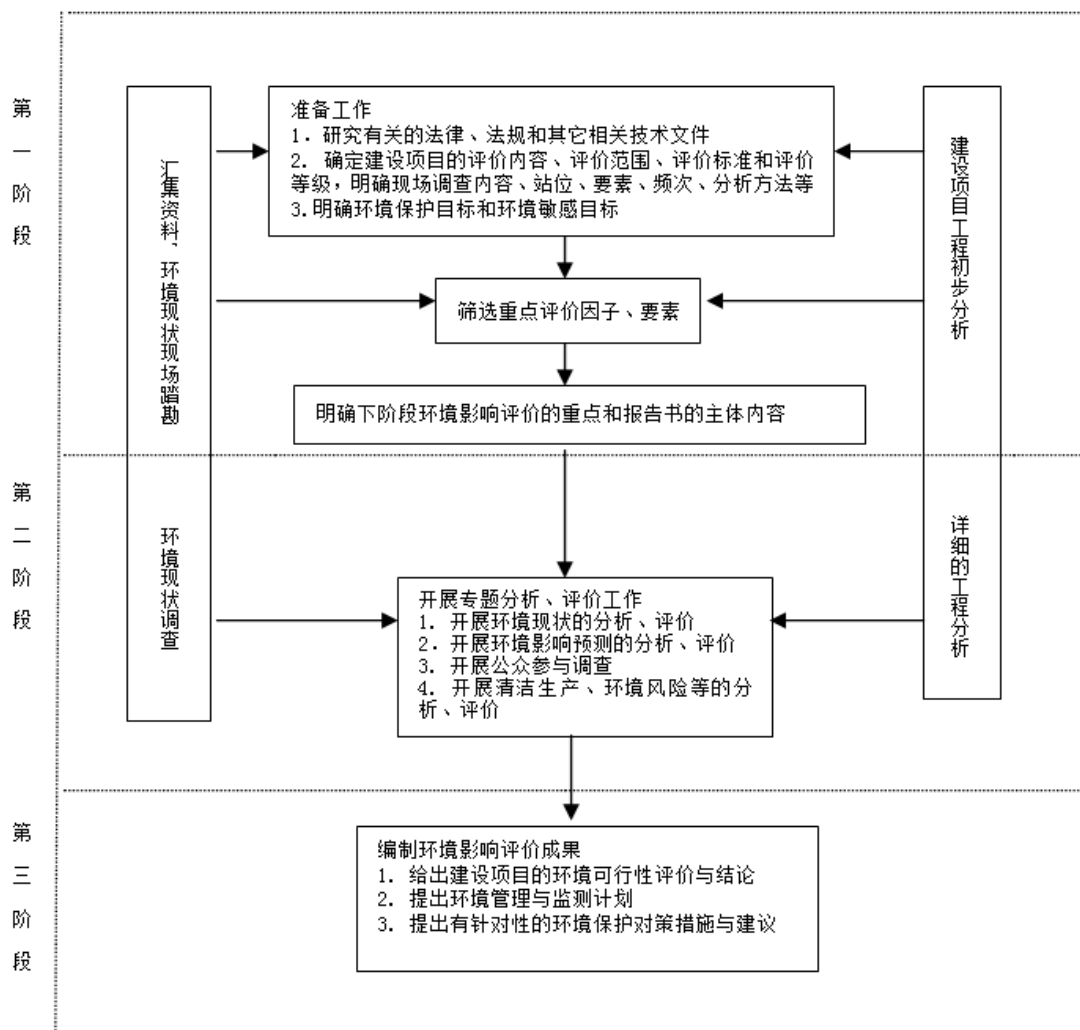 第一阶段
汇集资料、环境现状现场踏勘
准备工作
1. 研究有关的法律、法规和其它相关技术文件
2. 确定建设项目的评价内容、评价范围、评价标准和评价
等级，明确现场调查内容、站位、要素、频次、分析方法等
3.明确环境保护目标和环境敏感目标
建设项目工程初步分析
筛选重点评价因子、要素
明确下阶段环境影响评价的重点和报告书的主体内容
第二阶段
环境现状调查
开展专题分析、评价工作
1. 开展环境现状的分析、评价
2. 开展环境影响预测的分析、评价
3. 开展公众参与调查
4. 开展清洁生产、环境风险等的分
析、评价
详细的工程分析
第三阶段
编制环境影响评价成果
1. 给出建设项目的环境可行性评价与结论
2. 提出环境管理与监测计划
3. 提出有针对性的环境保护对策措施与建议